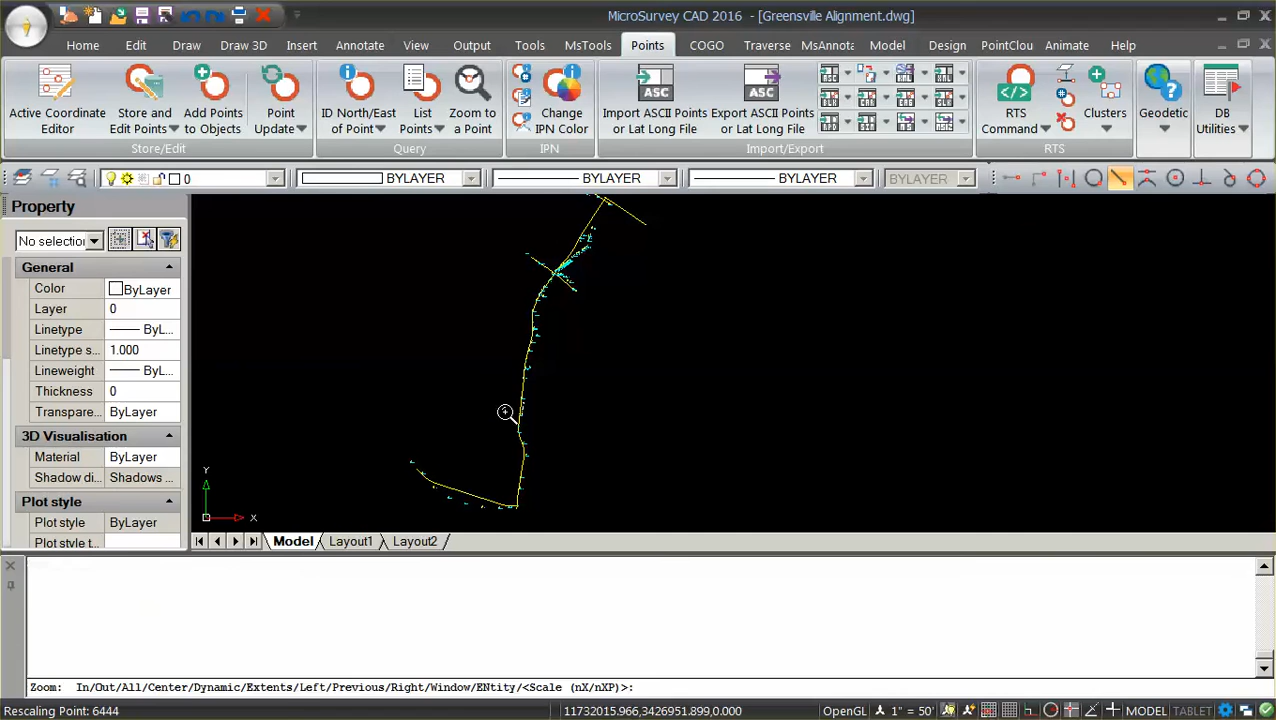 MicroSurvey CAD 2016 - [Greensville Alignment.dwg]
Home Edit Draw Draw 3D Insert Annotate View Output Tools MsTools Points COGO Traverse MsAnnota Model Design PointClou Animate Help
Active Coordinate Editor
Store and Edit Points
Add Points to Objects
Point Update
ID North/East of Point
List Points
Zoom to a Point
Change IPN Color
ASC
Import ASCII Points or Lat Long File
ASC
Export ASCII Points or Lat Long File
RTS Command
Clusters
Geodetic
DB Utilities
Store/Edit Query IPN Import/Export RTS
0 BYLAYER BYLAYER BYLAYER BYLAYER
Property
No selection
General
Color ByLayer
Layer 0
Linetype ByL...
Linetype s... 1.000
Lineweight ByL...
Thickness 0
Transpare... ByLayer
3D Visualisation
Material ByLayer
Shadow di... Shadows ...
Plot style
Plot style ByLayer
Plot style t...
Y
X
Model Layout1 Layout2
Zoom: In/Out/All/Center/Dynamic/Extents/Left/Previous/Right/Window/ENtity/<Scale (nX/nXP)>:
Rescaling Point: 6444 11732015.966,3426951.899,0.000 OpenGL 1" = 50' MODEL TABLET